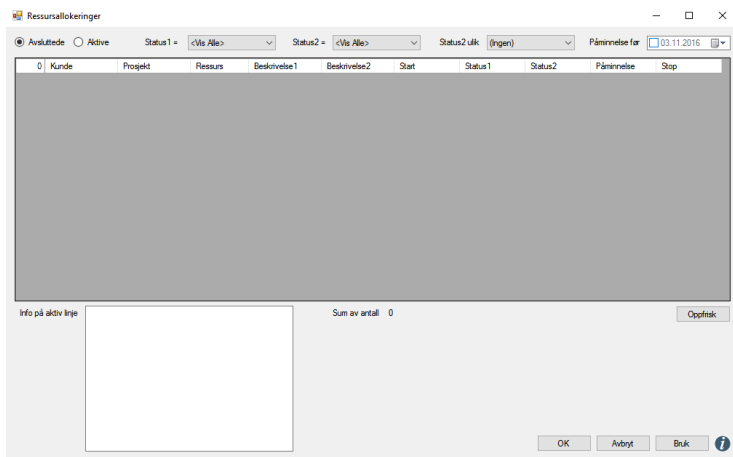 Ressursallokeringer
Avsluttede Aktive Status1 = <Vis Alle> Status2 = <Vis Alle> Status2 ulik (Ingen) Påminnelse før 03.11.2016
0 Kunde Prosjekt Ressurs Beskrivelse1 Beskrivelse2 Start Status1 Status2 Påminnelse Stop
Info på aktiv linje Sum av antall 0 Oppfrisk
OK Avbryt Bruk i